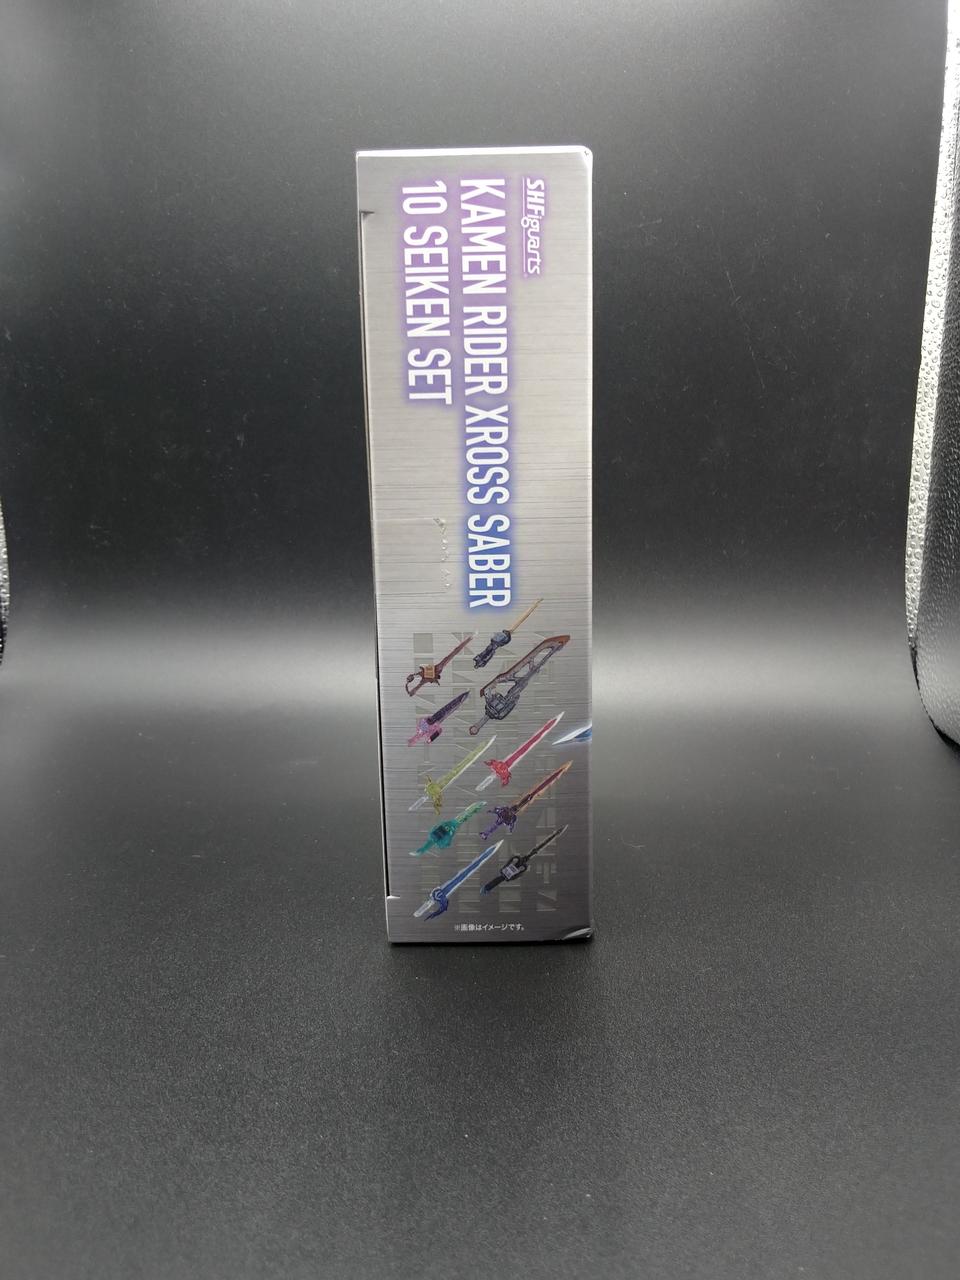 S.H.Figuarts
KAMEN RIDER XROSS SABER
10 SEIKEN SET
※画像はイメージです。